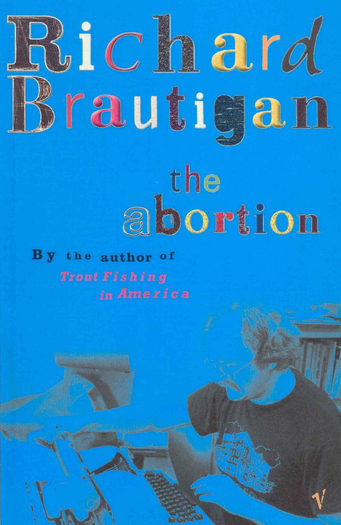 Richard
Brautigan
the
abortion
By the author of
Trout Fishing
in America
V